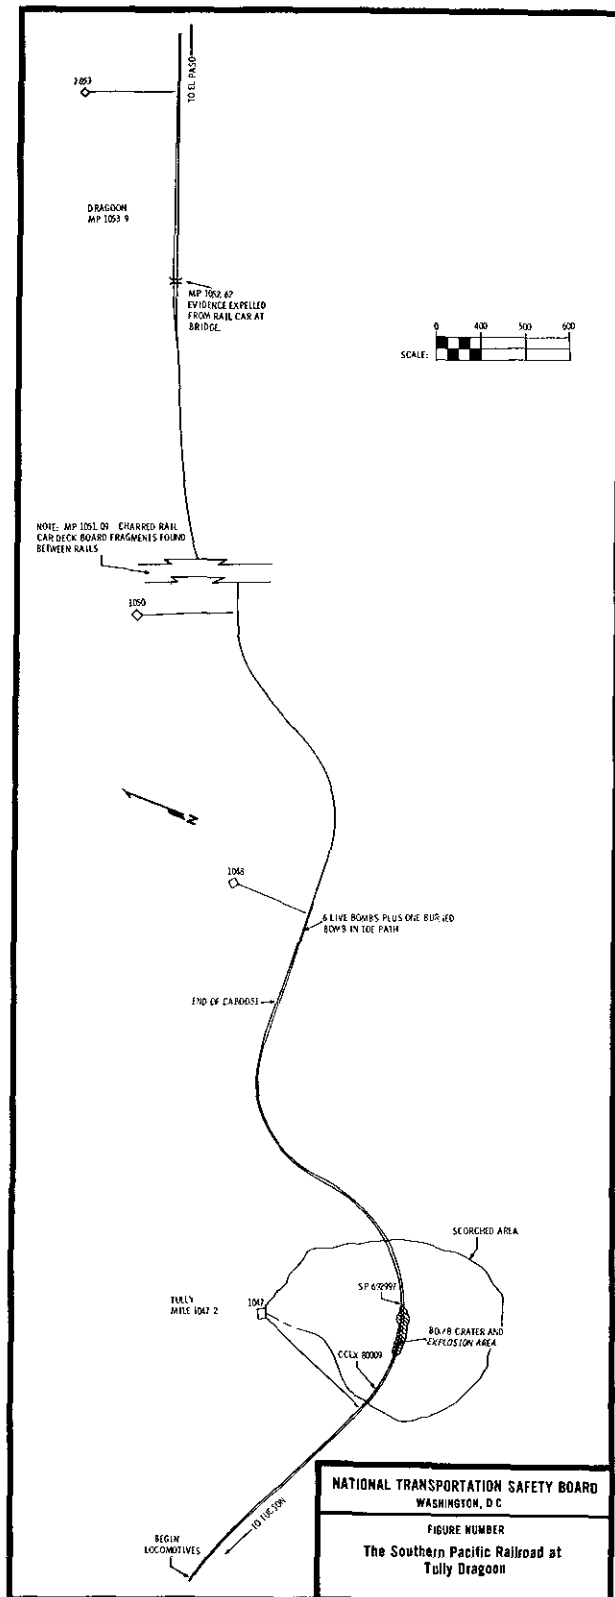 1053
TO EL PASO
DRAGOON
MP 1053 9
MP 1052.62
EVIDENCE EXPELLED
FROM RAIL CAR AT
BRIDGE.
0 400 500 600
SCALE:
NOTE: MP 1051.09 CHARRED RAIL
CAR DECK BOARD FRAGMENTS FOUND
BETWEEN RAILS
1050
N
1048
6 LIVE BOMBS PLUS ONE BURIED
BOMB IN TOE PATH
END OF CABOOSE
SCORCHED AREA
SP 692997
TULLY
MILE 1047 2
1047
BOMB CRATER AND
EXPLOSION AREA
CCLX 80009
TO TUCSON
BEGIN
LOCOMOTIVES
NATIONAL TRANSPORTATION SAFETY BOARD
WASHINGTON, D C
FIGURE NUMBER
The Southern Pacific Railroad at
Tully Dragoon